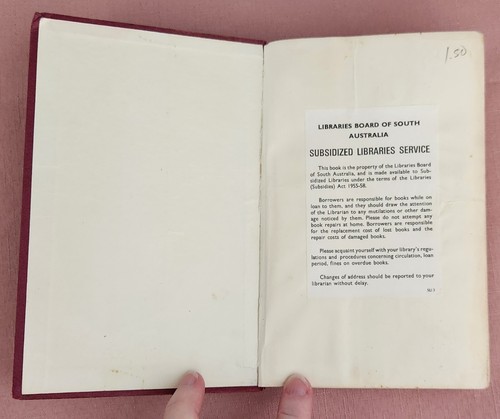 1.50
LIBRARIES BOARD OF SOUTH
AUSTRALIA
SUBSIDIZED LIBRARIES SERVICE
This book is the property of the Libraries Board
of South Australia, and is made available to Sub-
sidized Libraries under the terms of the Libraries
(Subsidies) Act 1955-58.
Borrowers are responsible for books while on
loan to them, and they should draw the attention
of the Librarian to any mutilations or other dam-
age noticed by them. Please do not attempt any
book repairs at home. Borrowers are responsible
for the replacement cost of lost books and the
repair costs of damaged books.
Please acquaint yourself with your library's regu-
lations and procedures concerning circulation, loan
period, fines on overdue books.
Changes of address should be reported to your
librarian without delay.